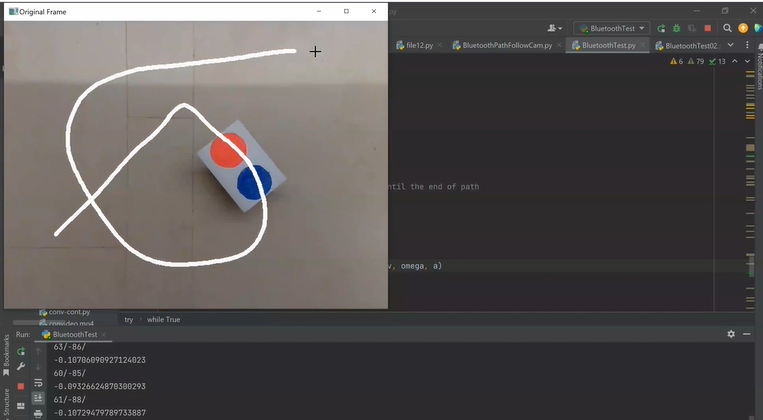 Original Frame
BluetoothTest
file12.py
BluetoothPathFollowCam.py
BluetoothTest.py
BluetoothTest02
6 79 13
Notifications
ntil the end of path
, omega, a)
conv-cont.py
try › while True
Run: BluetoothTest
63/-86/
-0.10706090927124023
60/-85/
-0.09326624870300293
61/-88/
-0.10729479789733887
Bookmarks
Structure